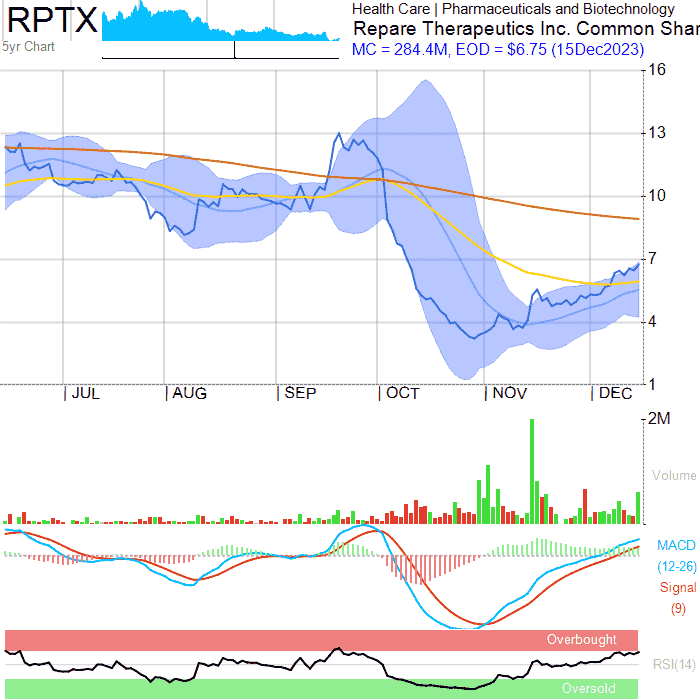 RPTX
5yr Chart
Health Care | Pharmaceuticals and Biotechnology
Repare Therapeutics Inc. Common Shar
MC = 284.4M, EOD = $6.75 (15Dec2023)
16
13
10
7
4
1
JUL
AUG
SEP
OCT
NOV
DEC
2M
Volume
MACD
(12-26)
Signal
(9)
Overbought
RSI(14)
Oversold